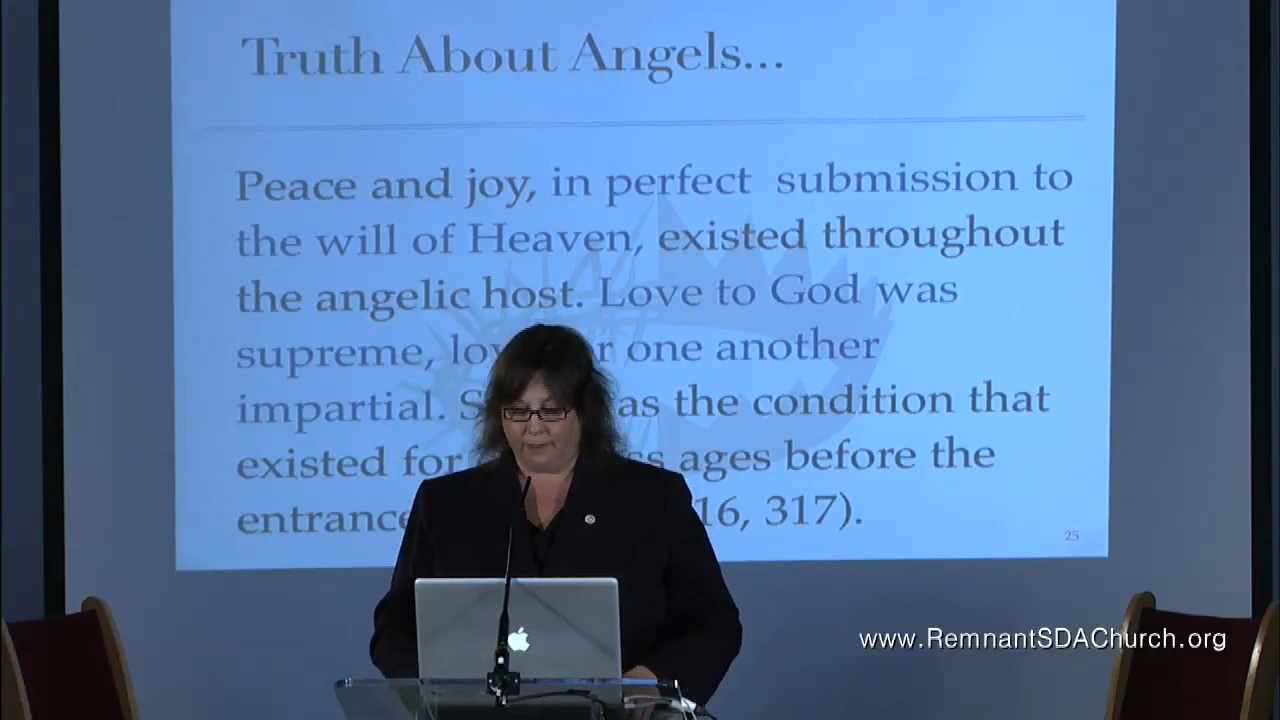 Truth About Angels...
Peace and joy, in perfect submission to
the will of Heaven, existed throughout
the angelic host. Love to God was
supreme, one another
impartial. the condition that
existed for ages before the
entrance 16, 317).
25
www.RemnantSDAChurch.org